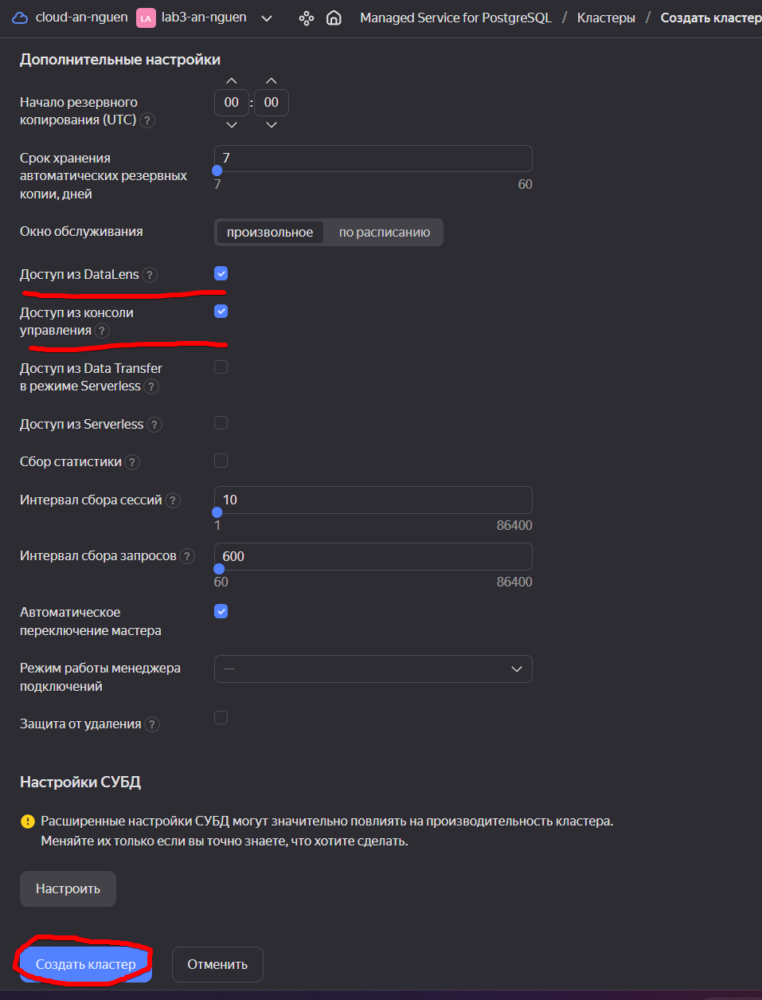 cloud-an-nguen LA lab3-an-nguen Managed Service for PostgreSQL / Кластеры / Создать кластер
Дополнительные настройки
Начало резервного
копирования (UTC) ?
00 : 00
Срок хранения
автоматических резервных
копии, дней
7
7 60
Окно обслуживания
произвольное по расписанию
Доступ из DataLens ?
Доступ из консоли
управления ?
Доступ из Data Transfer
в режиме Serverless ?
Доступ из Serverless ?
Сбор статистики ?
Интервал сбора сессий ?
10
1 86400
Интервал сбора запросов ?
600
60 86400
Автоматическое
переключение мастера
Режим работы менеджера
подключений
—
Защита от удаления ?
Настройки СУБД
Расширенные настройки СУБД могут значительно повлиять на производительность кластера.
Меняйте их только если вы точно знаете, что хотите сделать.
Настроить
Создать кластер Отменить